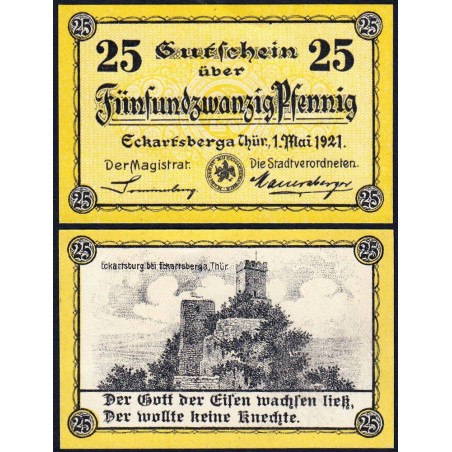 25 Gutschein 25
über
Fünfundzwanzig Pfennig
Eckartsberga Thür., 1. Mai 1921.
Der Magistrat. Die Stadtverordneten.
25 25
Eckartsburg bei Eckartsberga, Thür.
25 25
Der Gott der Eisen wachsen ließ,
Der wollte keine Knechte.
25 25